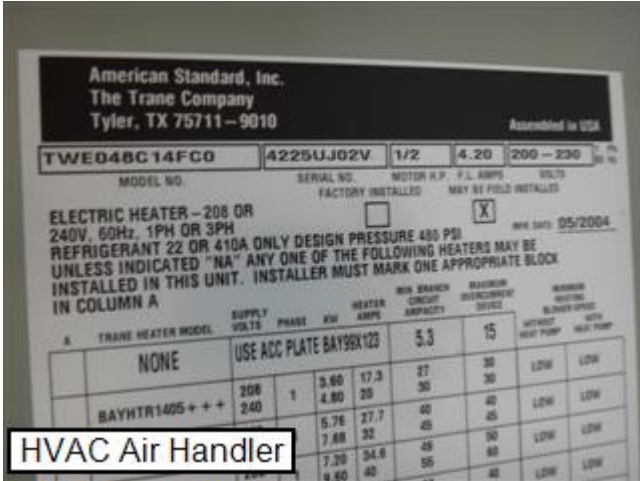 American Standard, Inc.
The Trane Company
Tyler, TX 75711-9010
Assembled in USA
TWE048C14FC0 4225UJ02V 1/2 4.20 200-230
MODEL NO. SERIAL NO. MOTOR H.P. F.L. AMPS VOLTS
FACTORY INSTALLED MAY BE FIELD INSTALLED
X
ELECTRIC HEATER-208 OR
240V, 60Hz, 1PH OR 3PH
MFR. DATE 05/2004
REFRIGERANT 22 OR 410A ONLY DESIGN PRESSURE 480 PSI
UNLESS INDICATED "NA" ANY ONE OF THE FOLLOWING HEATERS MAY BE
INSTALLED IN THIS UNIT. INSTALLER MUST MARK ONE APPROPRIATE BLOCK
IN COLUMN A
A TRANE HEATER MODEL SUPPLY VOLTS PHASE KW HEATER AMPS MIN BRANCH CIRCUIT AMPACITY MAXIMUM OVERCURRENT DEVICE MINIMUM HEATING BLOWER SPEED
WITHOUT HEAT PUMP WITH HEAT PUMP
NONE USE ACC PLATE BAY99X123 5.3 15
208 3.60 17.3 27 30
BAYHTR1405+++ 1 LOW LOW
240 4.80 20 30 30
5.76 27.7 40 40
LOW LOW
7.68 32 45 45
7.20 34.6 50
LOW LOW
9.60 40 60
HVAC Air Handler